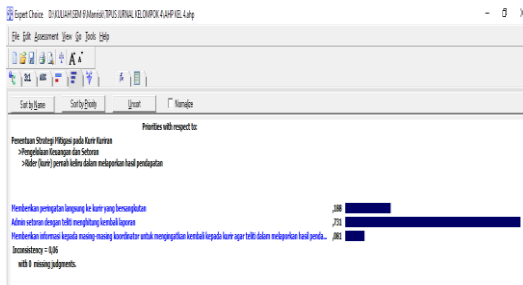 Expert Choice D:\KULIAH\SEM 6\Mamrisk\TIPUS JURNAL KELOMPOK 4\AHP KEL 4.ahp
File Edit Assessment View Go Tools Help
Sort by Name Sort by Priority Unsort Normalize
Priorities with respect to:
Penentuan Strategi Mitigasi pada Kurir Kuriran
>Pengelolaan Keuangan dan Setoran
>Rider (kurir) pernah keliru dalam melaporkan hasil pendapatan
Memberikan peringatan langsung ke kurir yang bersangkutan ,188
Admin setoran dengan teliti menghitung kembali laporan ,731
Memberikan informasi kepada masing-masing koordinator untuk mengingatkan kembali kepada kurir agar teliti dalam melaporkan hasil penda... ,081
Inconsistency = 0,06
with 0 missing judgments.